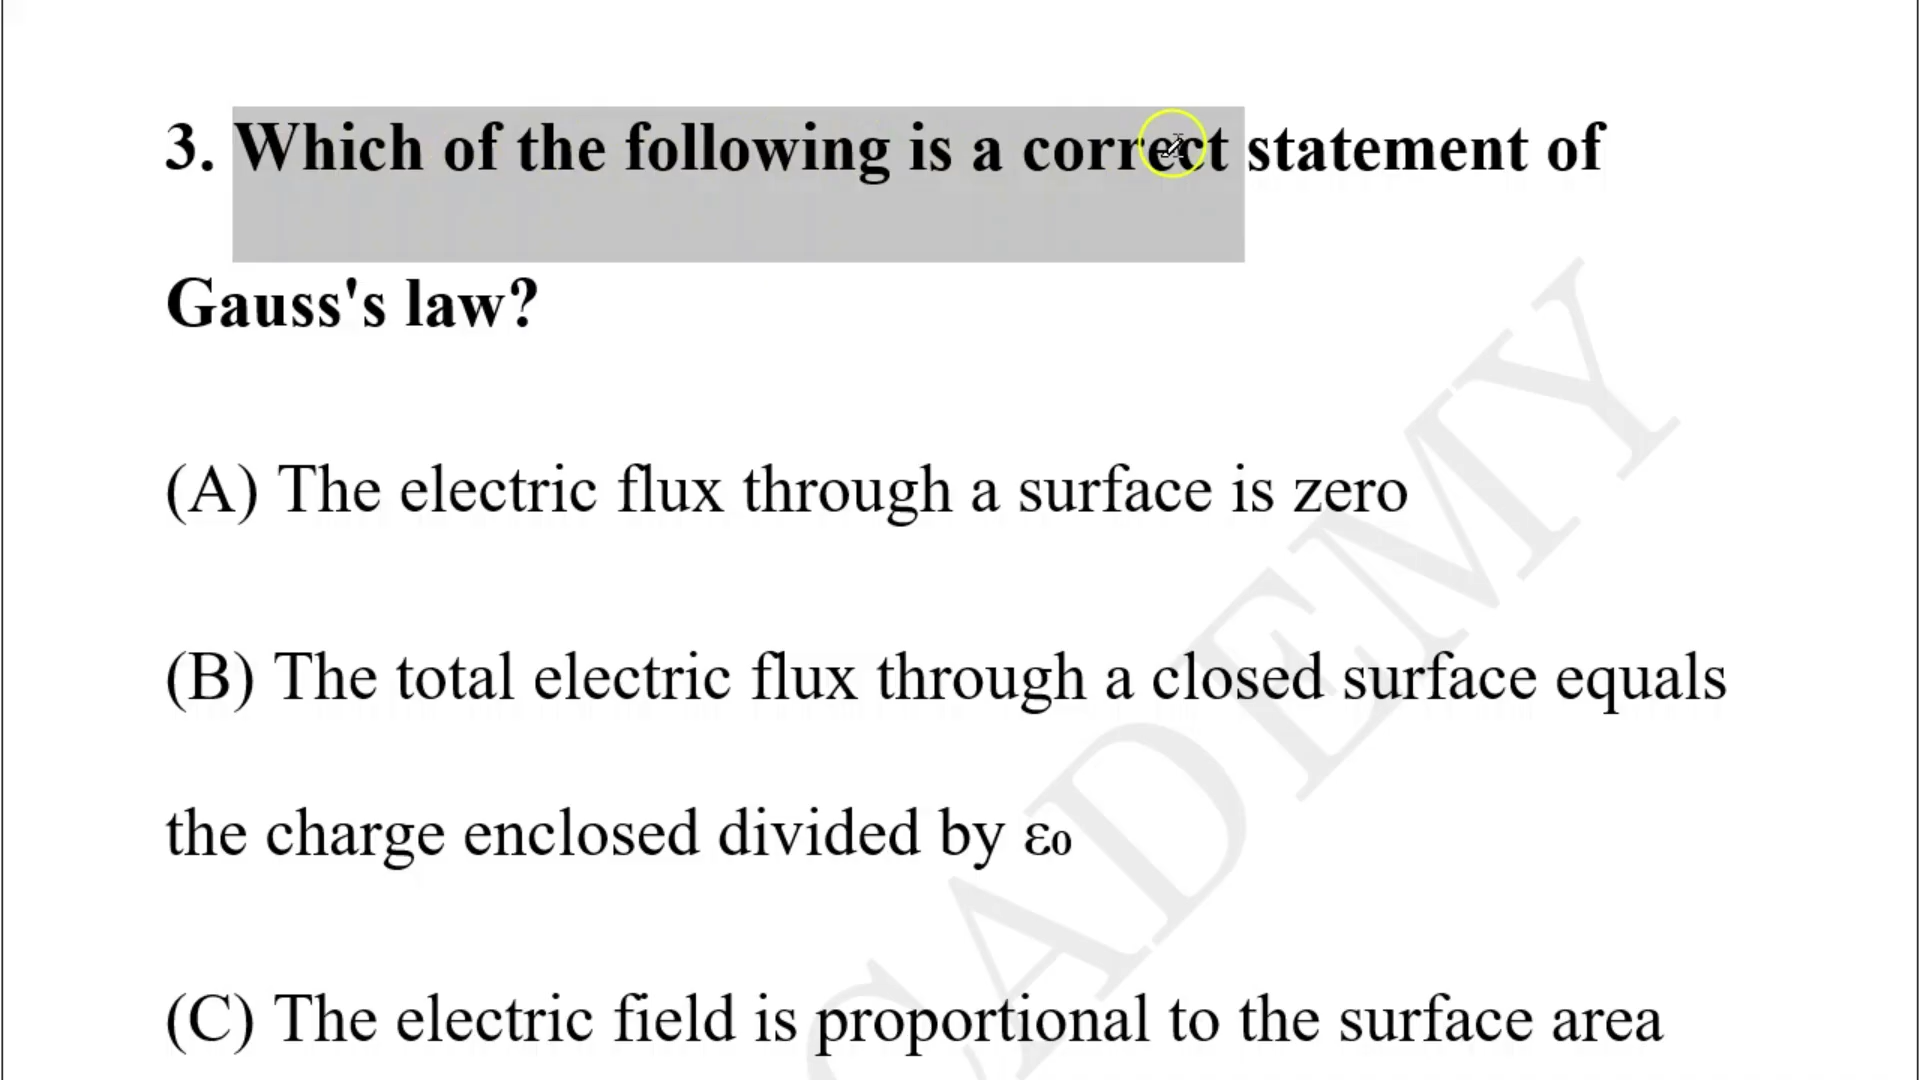 3. Which of the following is a correct statement of
Gauss's law?
(A) The electric flux through a surface is zero
(B) The total electric flux through a closed surface equals
the charge enclosed divided by ε₀
(C) The electric field is proportional to the surface area
CADEMY